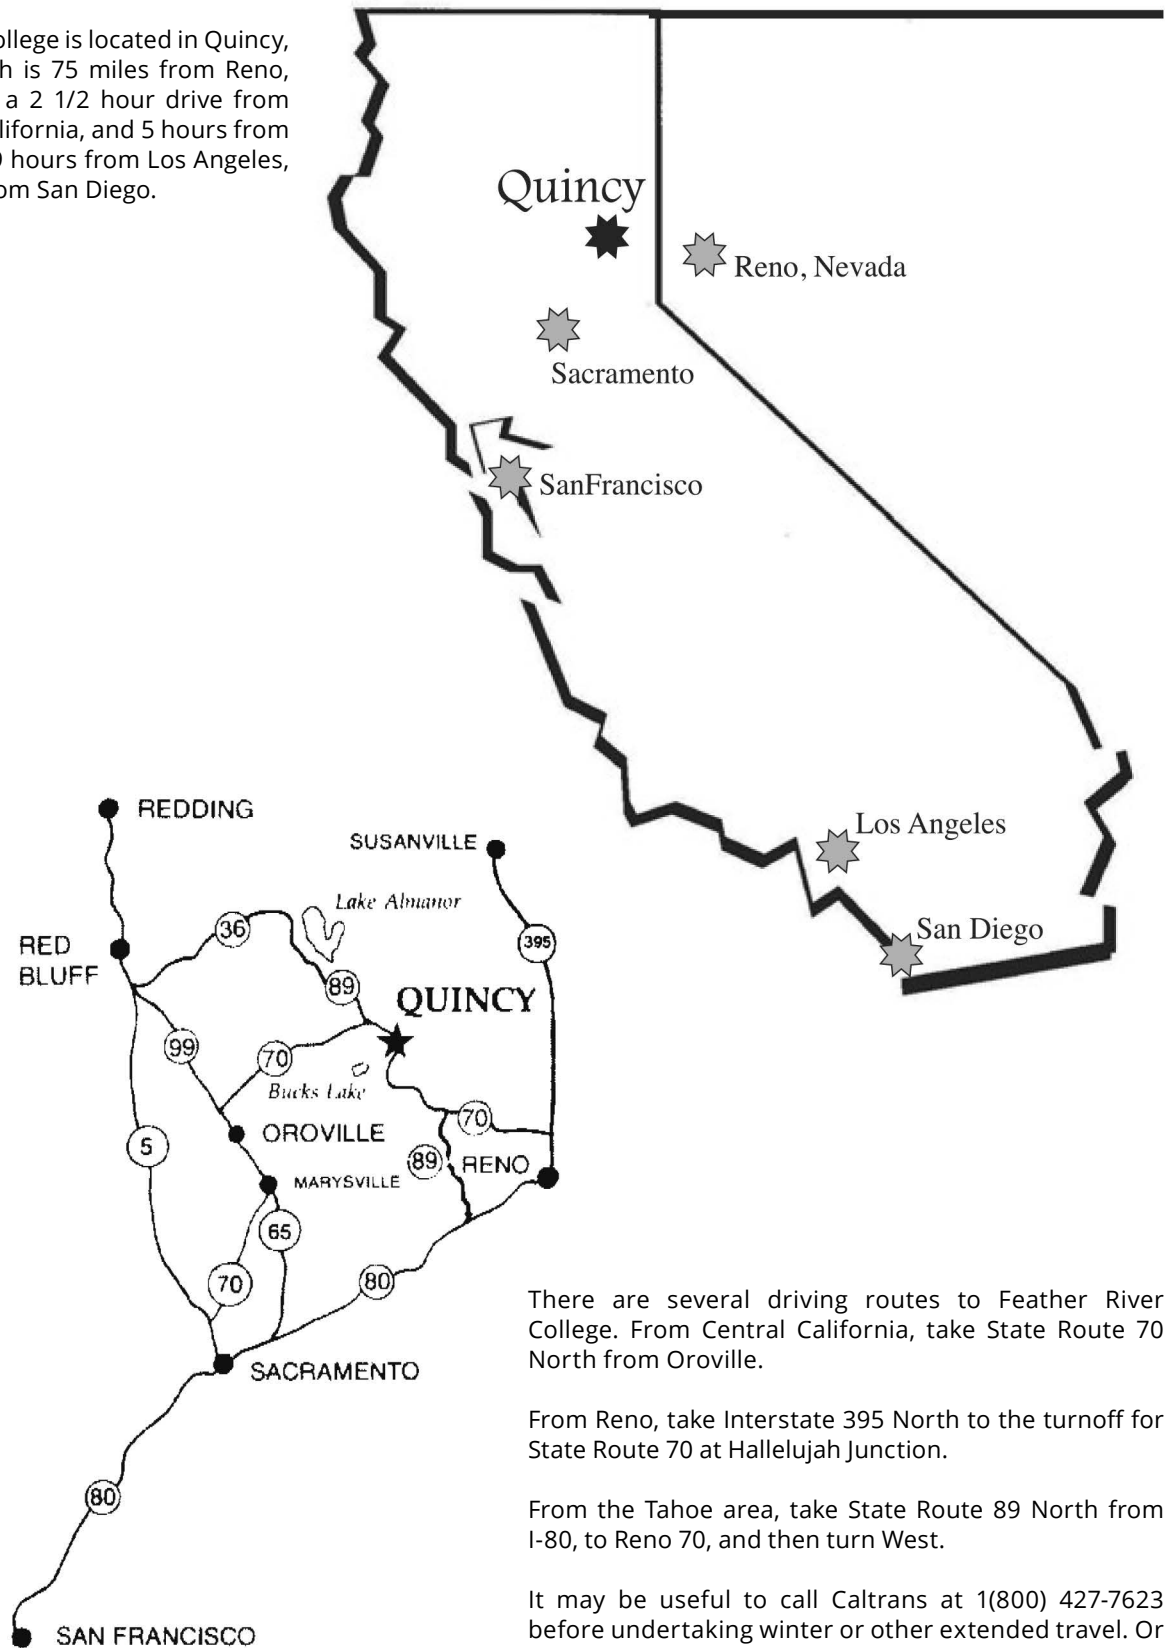 ollege is located in Quincy,
h is 75 miles from Reno,
a 2 1/2 hour drive from
lifornia, and 5 hours from
9 hours from Los Angeles,
om San Diego.
Quincy
Reno, Nevada
Sacramento
SanFrancisco
Los Angeles
San Diego
REDDING
SUSANVILLE
Lake Almanor
36
395
RED
BLUFF
89
QUINCY
99
70
Bucks Lake
OROVILLE
70
5
89
RENO
MARYSVILLE
65
70
80
SACRAMENTO
80
SAN FRANCISCO
There are several driving routes to Feather River
College. From Central California, take State Route 70
North from Oroville.
From Reno, take Interstate 395 North to the turnoff for
State Route 70 at Hallelujah Junction.
From the Tahoe area, take State Route 89 North from
I-80, to Reno 70, and then turn West.
It may be useful to call Caltrans at 1(800) 427-7623
before undertaking winter or other extended travel. Or